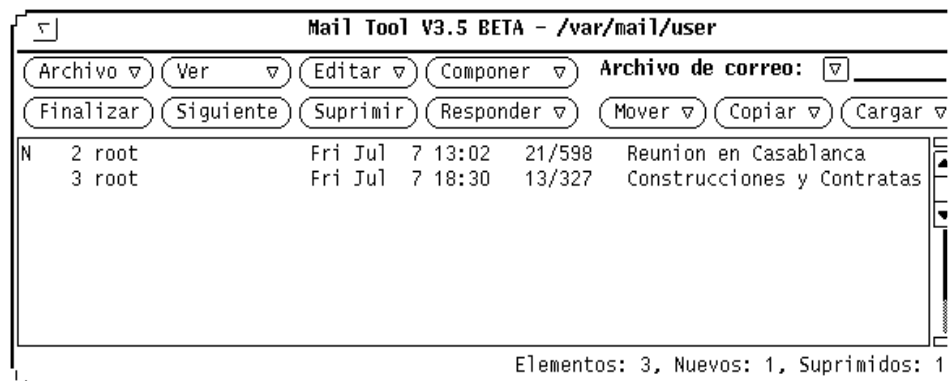 Mail Tool V3.5 BETA - /var/mail/user
Archivo Ver Editar Componer Archivo de correo:
Finalizar Siguiente Suprimir Responder Mover Copiar Cargar
N 2 root Fri Jul 7 13:02 21/598 Reunion en Casablanca
3 root Fri Jul 7 18:30 13/327 Construcciones y Contratas
Elementos: 3, Nuevos: 1, Suprimidos: 1